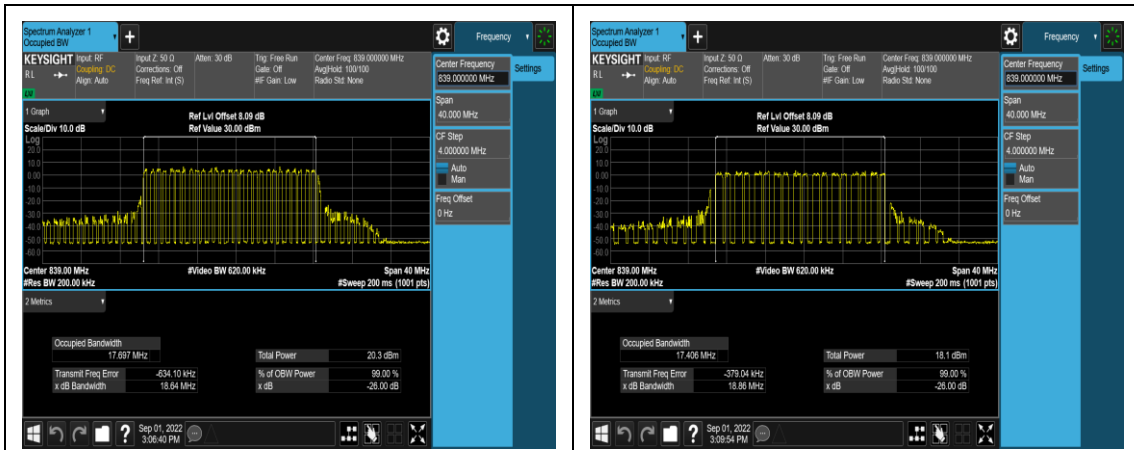 Spectrum Analyzer 1
Occupied BW
+
Frequency
KEYSIGHT
RL
Input: RF
Coupling: DC
Align: Auto
Input Z: 50 Ω
Corrections: Off
Freq Ref: Int (S)
Atten: 30 dB
Trig: Free Run
Gate: Off
#IF Gain: Low
Center Freq: 839.000000 MHz
Avg|Hold: 100/100
Radio Std: None
LW
1 Graph
Scale/Div 10.0 dB
Ref Lvl Offset 8.09 dB
Ref Value 30.00 dBm
Log
20.0
10.0
0.00
-10.0
-20.0
-30.0
-40.0
-50.0
-60.0
Center 839.00 MHz
#Video BW 620.00 kHz
Span 40 MHz
#Res BW 200.00 kHz
#Sweep 200 ms (1001 pts)
2 Metrics
Occupied Bandwidth
17.697 MHz
Total Power 20.3 dBm
Transmit Freq Error -634.10 kHz
% of OBW Power 99.00 %
x dB Bandwidth 18.64 MHz
x dB -26.00 dB
?
Sep 01, 2022
3:06:40 PM
Center Frequency
839.000000 MHz
Settings
Span
40.000 MHz
CF Step
4.000000 MHz
Auto
Man
Freq Offset
0 Hz
Spectrum Analyzer 1
Occupied BW
+
Frequency
KEYSIGHT
RL
Input: RF
Coupling: DC
Align: Auto
Input Z: 50 Ω
Corrections: Off
Freq Ref: Int (S)
Atten: 30 dB
Trig: Free Run
Gate: Off
#IF Gain: Low
Center Freq: 839.000000 MHz
Avg|Hold: 100/100
Radio Std: None
LW
1 Graph
Scale/Div 10.0 dB
Ref Lvl Offset 8.09 dB
Ref Value 30.00 dBm
Log
20.0
10.0
0.00
-10.0
-20.0
-30.0
-40.0
-50.0
-60.0
Center 839.00 MHz
#Video BW 620.00 kHz
Span 40 MHz
#Res BW 200.00 kHz
#Sweep 200 ms (1001 pts)
2 Metrics
Occupied Bandwidth
17.406 MHz
Total Power 18.1 dBm
Transmit Freq Error -379.04 kHz
% of OBW Power 99.00 %
x dB Bandwidth 18.86 MHz
x dB -26.00 dB
?
Sep 01, 2022
3:09:54 PM
Center Frequency
839.000000 MHz
Settings
Span
40.000 MHz
CF Step
4.000000 MHz
Auto
Man
Freq Offset
0 Hz